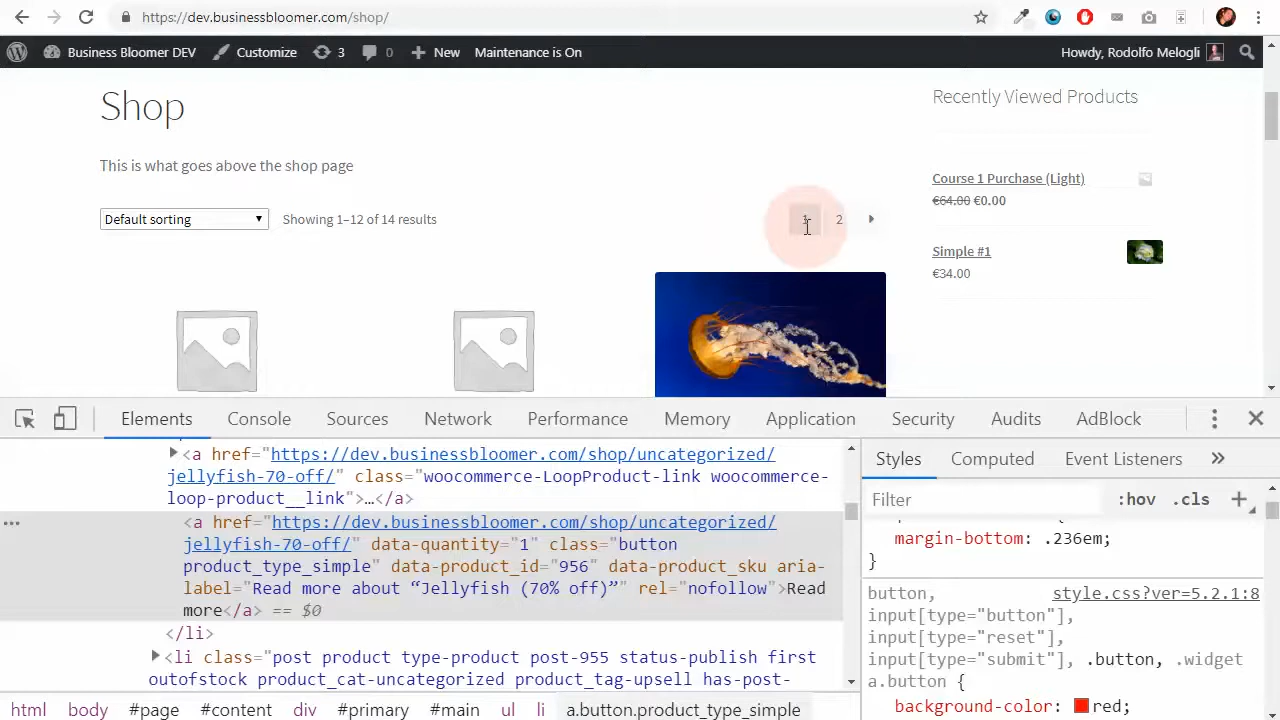 https://dev.businessbloomer.com/shop/
Business Bloomer DEV Customize 3 0 New Maintenance is On Howdy, Rodolfo Melogli
Shop
Recently Viewed Products
This is what goes above the shop page
Course 1 Purchase (Light)
€64.00 €0.00
Default sorting Showing 1–12 of 14 results 1 2
Simple #1
€34.00
Elements Console Sources Network Performance Memory Application Security Audits AdBlock
<a href="https://dev.businessbloomer.com/shop/uncategorized/
jellyfish-70-off/" class="woocommerce-LoopProduct-link woocommerce-
loop-product__link">…</a>
<a href="https://dev.businessbloomer.com/shop/uncategorized/
jellyfish-70-off/" data-quantity="1" class="button
product_type_simple" data-product_id="956" data-product_sku aria-
label="Read more about “Jellyfish (70% off)”" rel="nofollow">Read
more</a> == $0
</li>
<li class="post product type-product post-955 status-publish first
outofstock product_cat-uncategorized product_tag-upsell has-post-
html body #page #content div #primary #main ul li a.button.product_type_simple
Styles Computed Event Listeners »
Filter :hov .cls +
margin-bottom: .236em;
}
button, style.css?ver=5.2.1:8
input[type="button"],
input[type="reset"],
input[type="submit"], .button, .widget
a.button {
background-color: red;